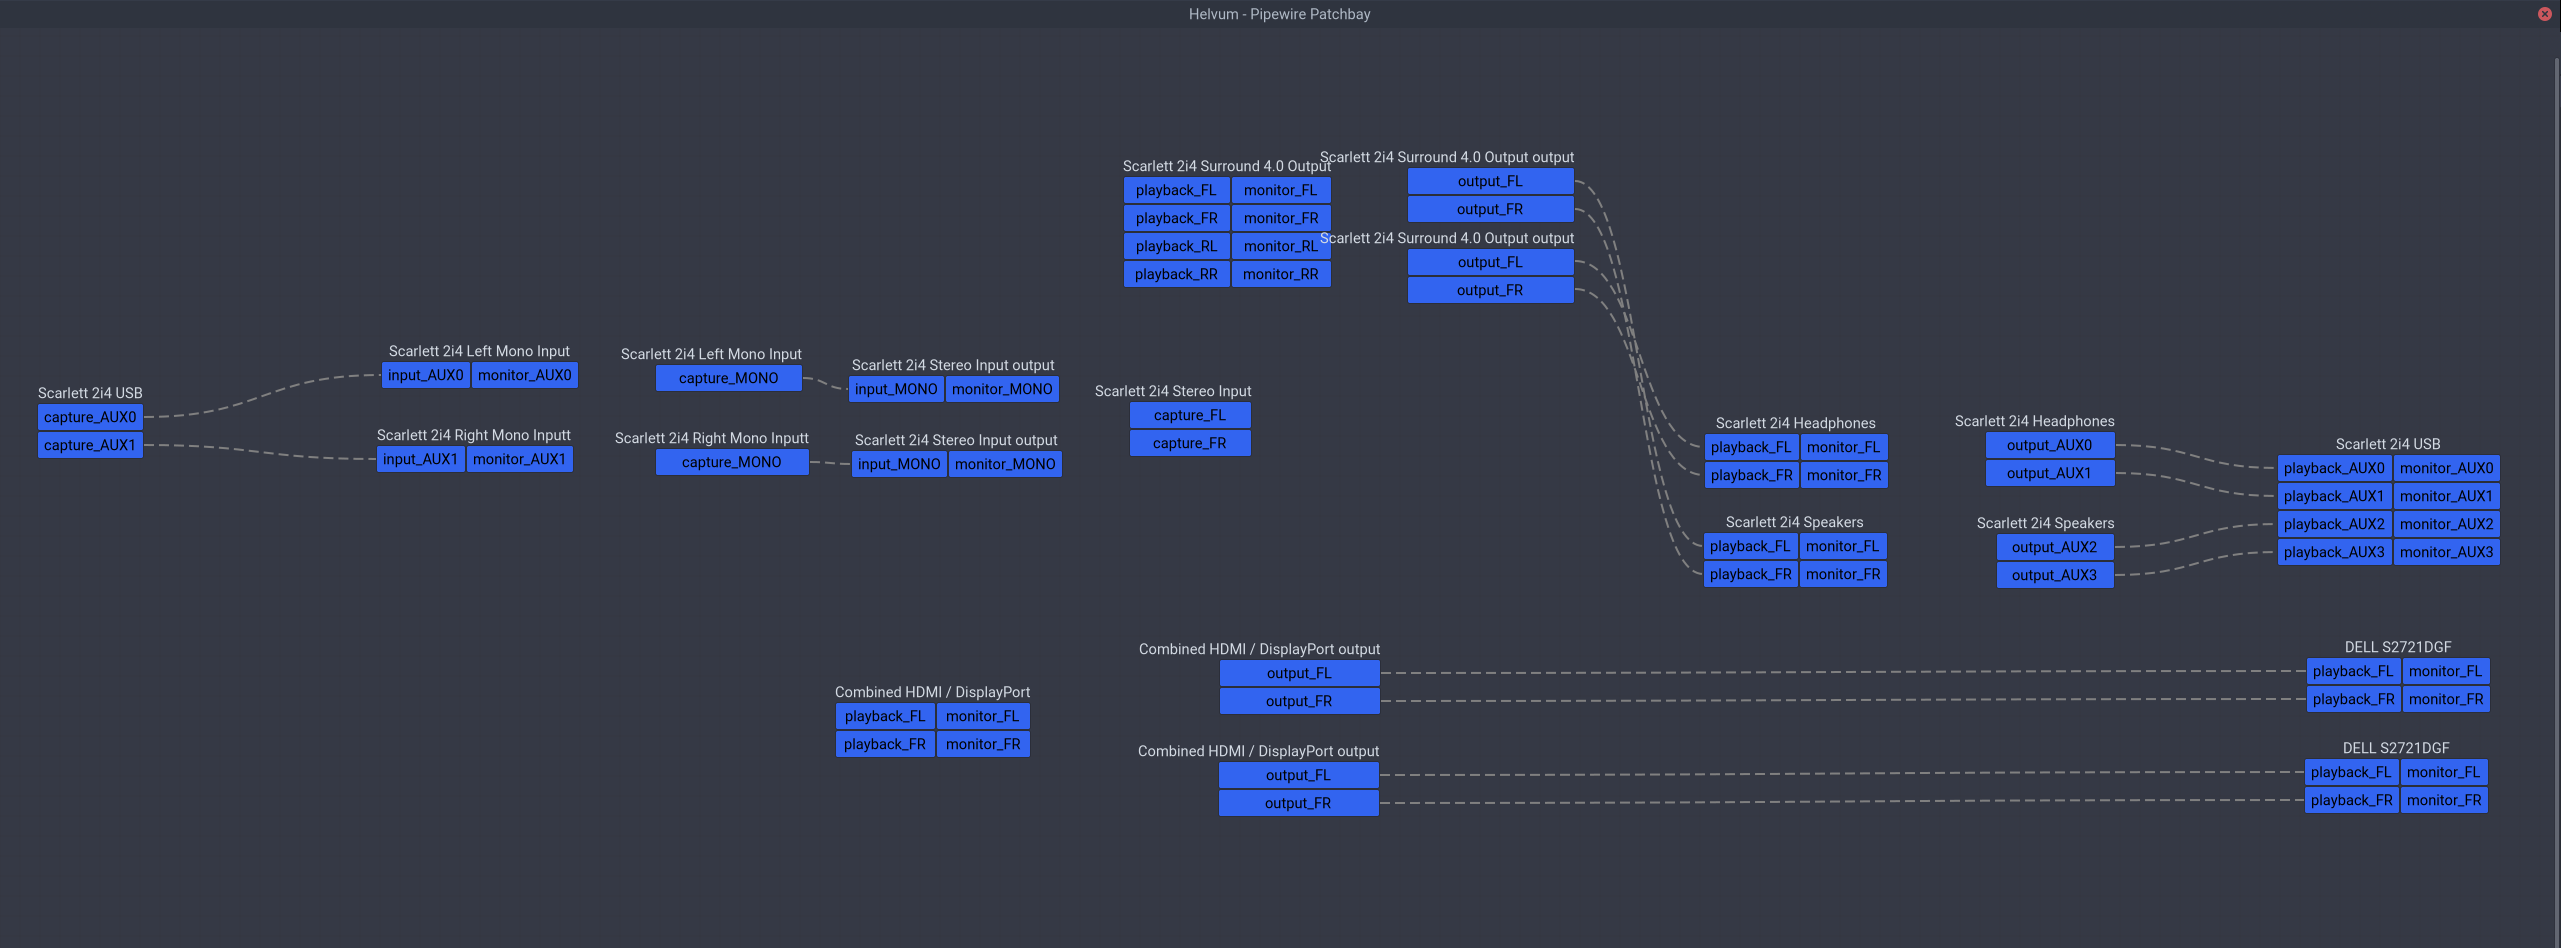 Helvum - Pipewire Patchbay
Scarlett 2i4 USB
capture_AUX0
capture_AUX1
Scarlett 2i4 Left Mono Input
input_AUX0 monitor_AUX0
Scarlett 2i4 Right Mono Inputt
input_AUX1 monitor_AUX1
Scarlett 2i4 Left Mono Input
capture_MONO
Scarlett 2i4 Right Mono Inputt
capture_MONO
Scarlett 2i4 Stereo Input output
input_MONO monitor_MONO
Scarlett 2i4 Stereo Input output
input_MONO monitor_MONO
Scarlett 2i4 Stereo Input
capture_FL
capture_FR
Scarlett 2i4 Surround 4.0 Output
playback_FL monitor_FL
playback_FR monitor_FR
playback_RL monitor_RL
playback_RR monitor_RR
Scarlett 2i4 Surround 4.0 Output output
output_FL
output_FR
Scarlett 2i4 Surround 4.0 Output output
output_FL
output_FR
Scarlett 2i4 Headphones
playback_FL monitor_FL
playback_FR monitor_FR
Scarlett 2i4 Speakers
playback_FL monitor_FL
playback_FR monitor_FR
Scarlett 2i4 Headphones
output_AUX0
output_AUX1
Scarlett 2i4 Speakers
output_AUX2
output_AUX3
Scarlett 2i4 USB
playback_AUX0 monitor_AUX0
playback_AUX1 monitor_AUX1
playback_AUX2 monitor_AUX2
playback_AUX3 monitor_AUX3
Combined HDMI / DisplayPort
playback_FL monitor_FL
playback_FR monitor_FR
Combined HDMI / DisplayPort output
output_FL
output_FR
Combined HDMI / DisplayPort output
output_FL
output_FR
DELL S2721DGF
playback_FL monitor_FL
playback_FR monitor_FR
DELL S2721DGF
playback_FL monitor_FL
playback_FR monitor_FR